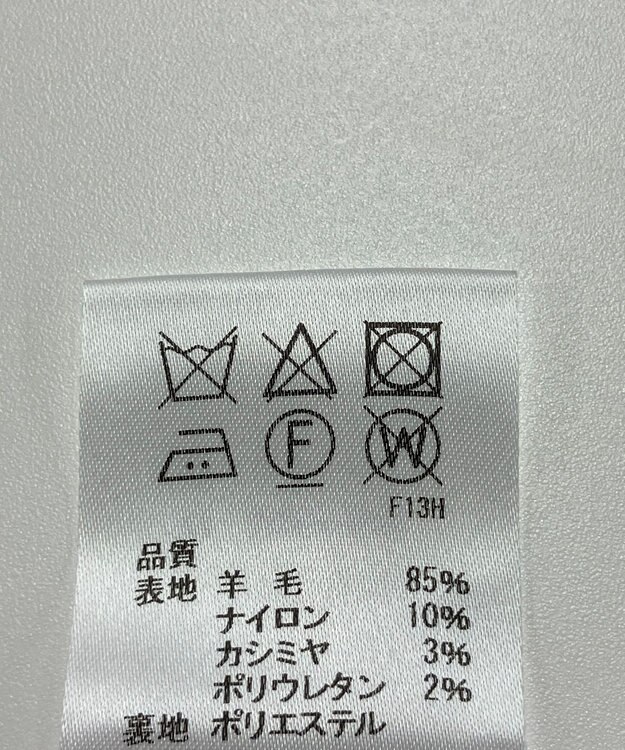 F
W
F13H
品質
表地 羊 毛 85%
ナイロン 10%
カシミヤ 3%
ポリウレタン 2%
裏地 ポリエステル